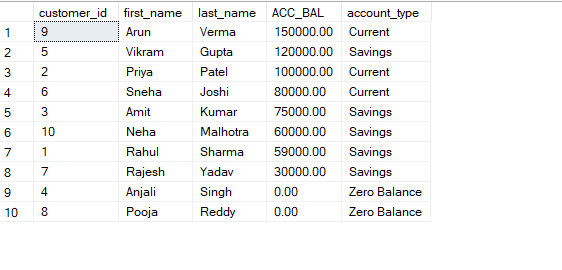 customer_id first_name last_name ACC_BAL account_type
1 9 Arun Verma 150000.00 Current
2 5 Vikram Gupta 120000.00 Savings
3 2 Priya Patel 100000.00 Current
4 6 Sneha Joshi 80000.00 Current
5 3 Amit Kumar 75000.00 Savings
6 10 Neha Malhotra 60000.00 Savings
7 1 Rahul Sharma 59000.00 Savings
8 7 Rajesh Yadav 30000.00 Savings
9 4 Anjali Singh 0.00 Zero Balance
10 8 Pooja Reddy 0.00 Zero Balance